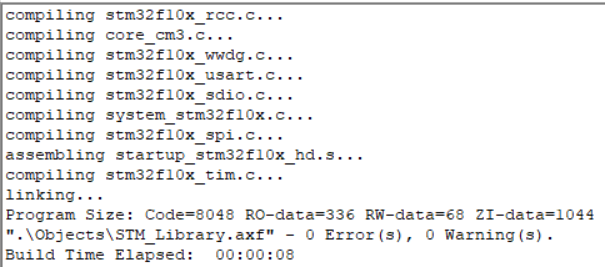 compiling stm32f10x_rcc.c...
compiling core_cm3.c...
compiling stm32f10x_wwdg.c...
compiling stm32f10x_usart.c...
compiling stm32f10x_sdio.c...
compiling system_stm32f10x.c...
compiling stm32f10x_spi.c...
assembling startup_stm32f10x_hd.s...
compiling stm32f10x_tim.c...
linking...
Program Size: Code=8048 RO-data=336 RW-data=68 ZI-data=1044
".\Objects\STM_Library.axf" - 0 Error(s), 0 Warning(s).
Build Time Elapsed:  00:00:08